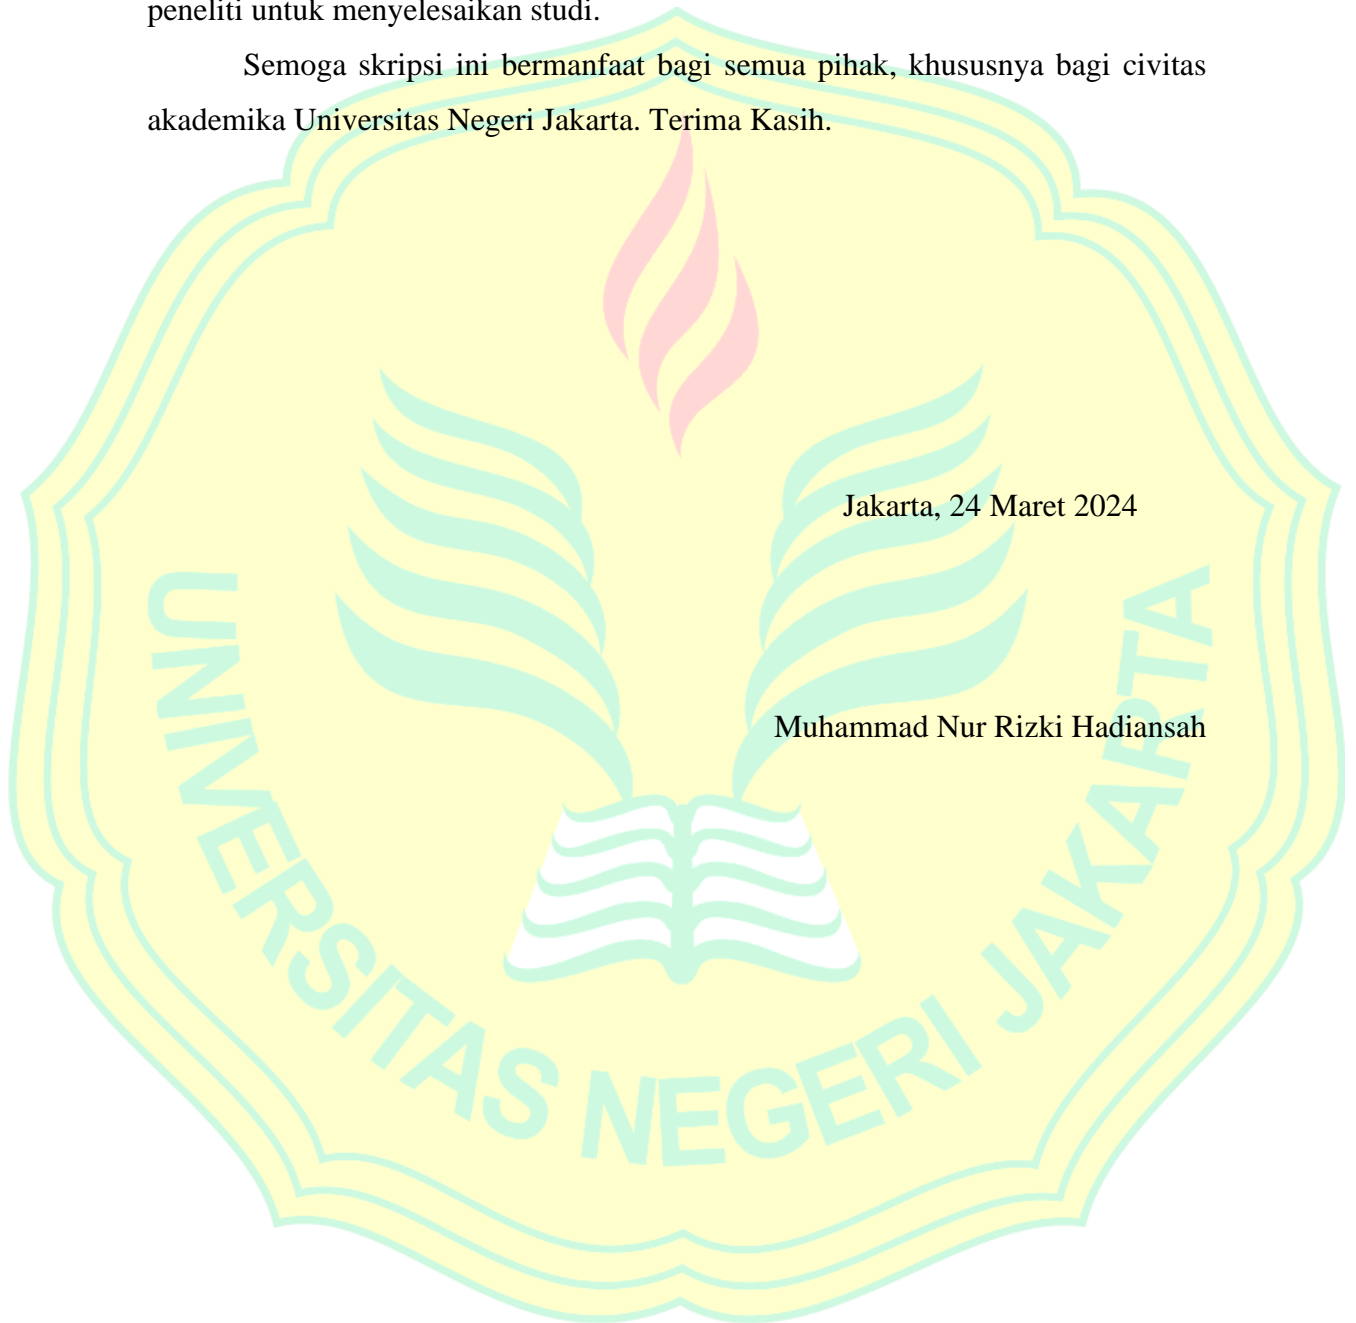 peneliti untuk menyelesaikan studi.
Semoga skripsi ini bermanfaat bagi semua pihak, khususnya bagi civitas
akademika Universitas Negeri Jakarta. Terima Kasih.
Jakarta, 24 Maret 2024
Muhammad Nur Rizki Hadiansah
UNIVERSITAS NEGERI JAKARTA